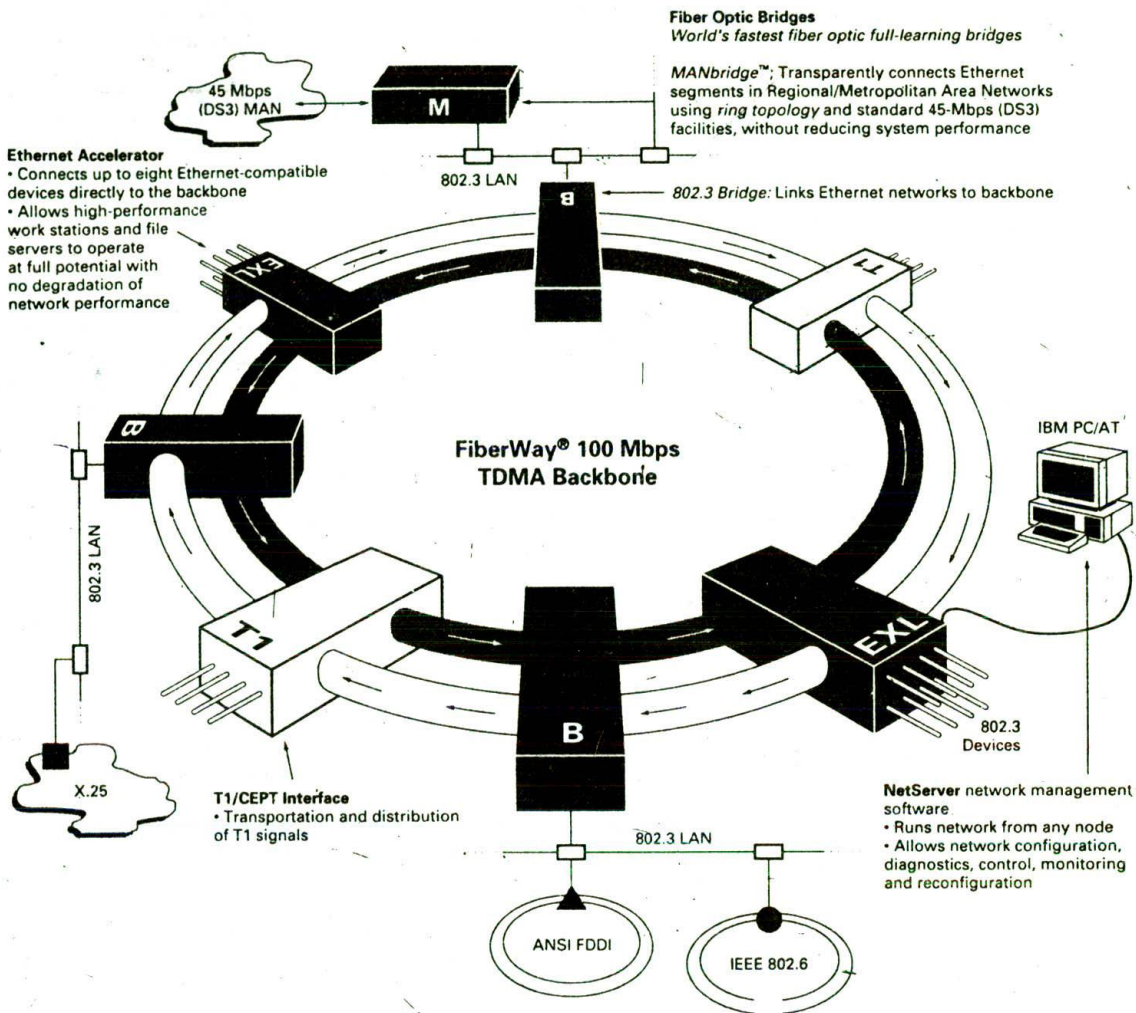 Fiber Optic Bridges
World's fastest fiber optic full-learning bridges
MANbridge™; Transparently connects Ethernet
segments in Regional/Metropolitan Area Networks
using ring topology and standard 45-Mbps (DS3)
facilities, without reducing system performance
45 Mbps
(DS3) MAN
M
Ethernet Accelerator
• Connects up to eight Ethernet-compatible
devices directly to the backbone
• Allows high-performance
work stations and file
servers to operate
at full potential with
no degradation of
network performance
802.3 LAN
802.3 Bridge: Links Ethernet networks to backbone
B
EXL
T1
B
FiberWay® 100 Mbps
TDMA Backbone
IBM PC/AT
802.3 LAN
T1
B
EXL
802.3
Devices
X.25
T1/CEPT Interface
• Transportation and distribution
of T1 signals
NetServer network management
software
• Runs network from any node
• Allows network configuration,
diagnostics, control, monitoring
and reconfiguration
802.3 LAN
ANSI FDDI
IEEE 802.6